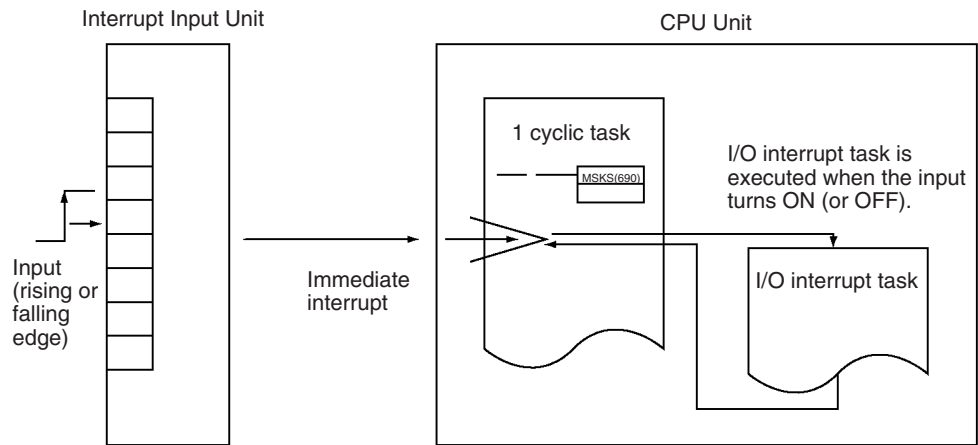 Interrupt Input Unit
CPU Unit
1 cyclic task
MSKS(690)
I/O interrupt task is
executed when the input
turns ON (or OFF).
Input
(rising or
falling
edge)
Immediate
interrupt
I/O interrupt task